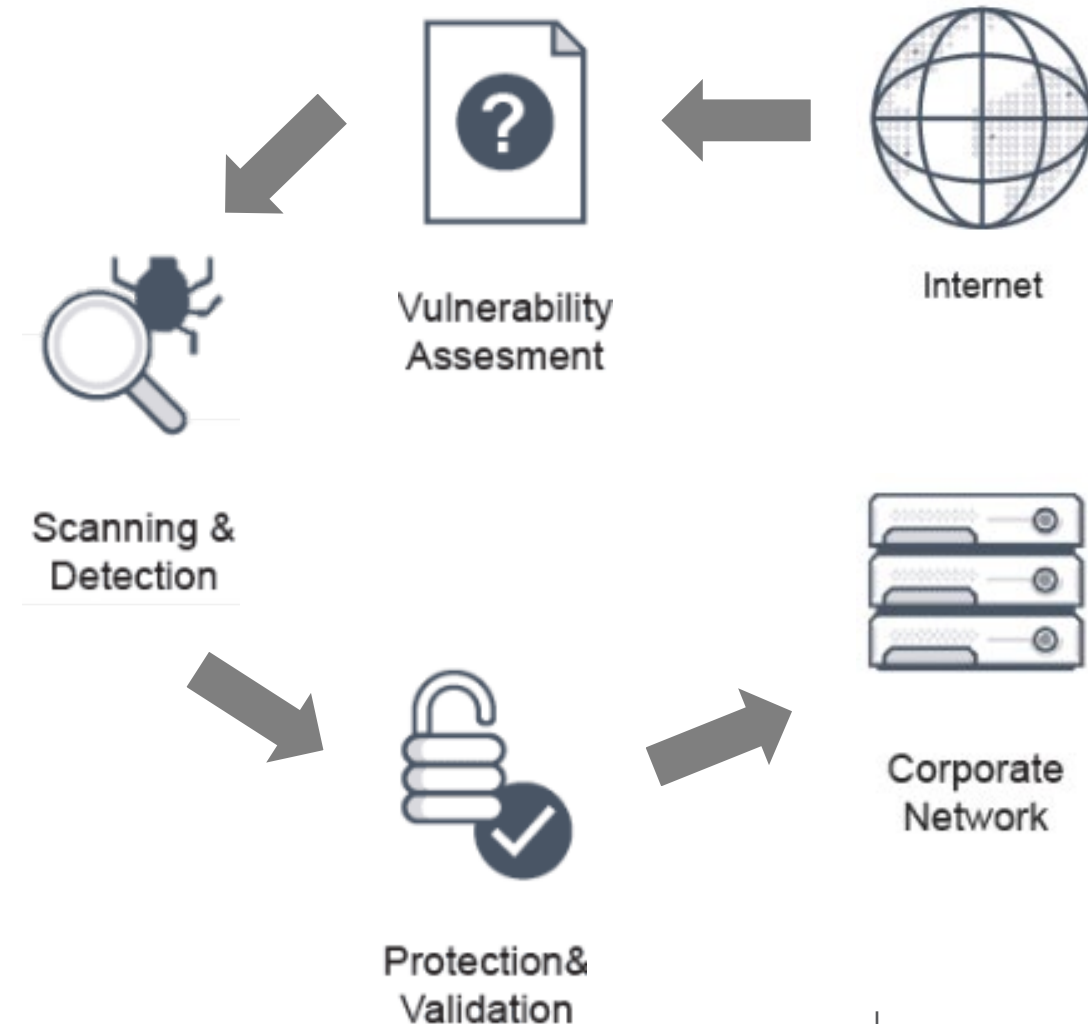 Internet
Vulnerability
Assesment
Scanning &
Detection
Corporate
Network
Protection&
Validation